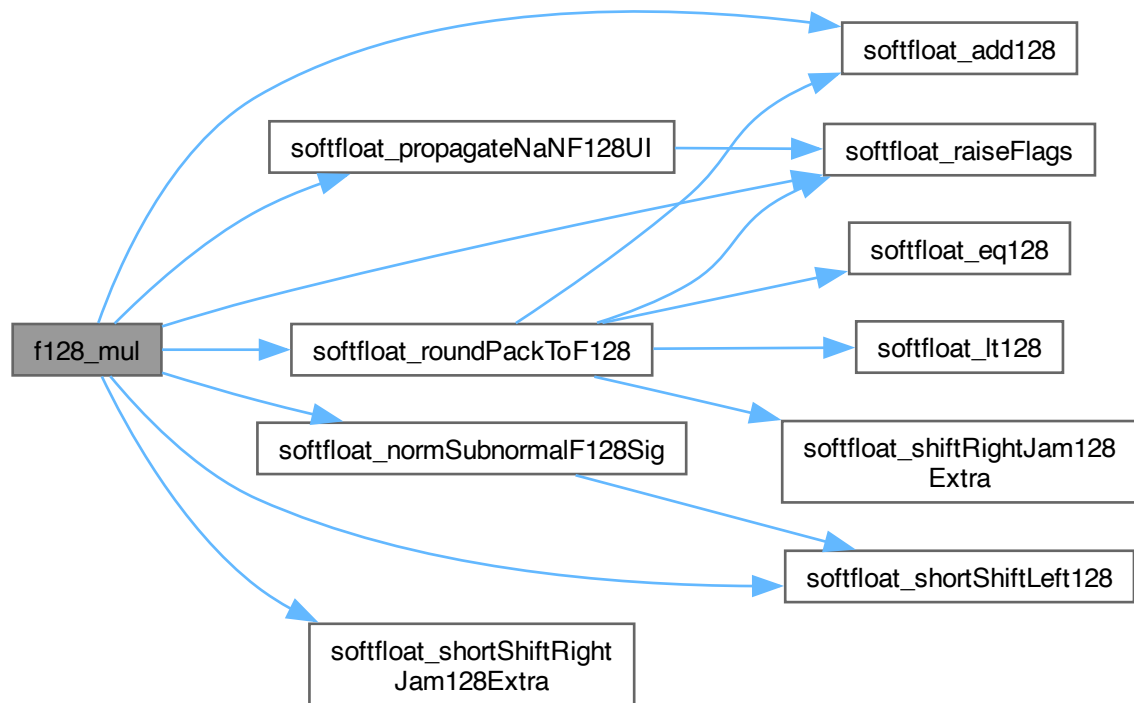 softfloat_add128
softfloat_propagateNaNF128UI
softfloat_raiseFlags
softfloat_eq128
f128_mul
softfloat_roundPackToF128
softfloat_lt128
softfloat_normSubnormalF128Sig
softfloat_shiftRightJam128
Extra
softfloat_shortShiftLeft128
softfloat_shortShiftRight
Jam128Extra